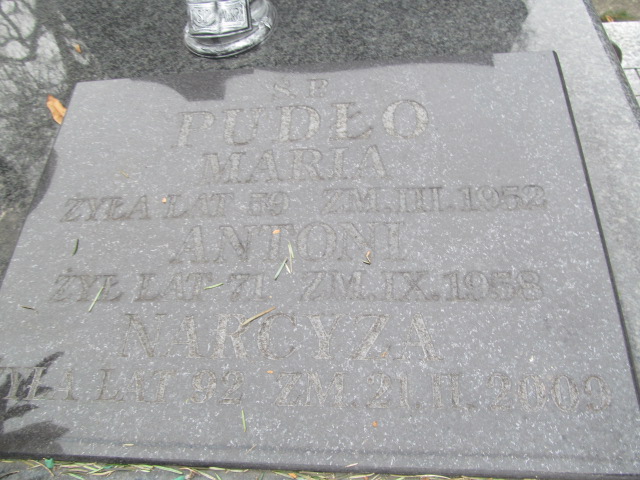 Ś.P.
PUDŁO
MARIA
ŻYŁA LAT 59 ZM. III. 1952
ANTONI
ŻYŁ LAT 71 ZM. IX. 1958
NARCYZA
ŻYŁA LAT 92 ZM. 21. II. 2009